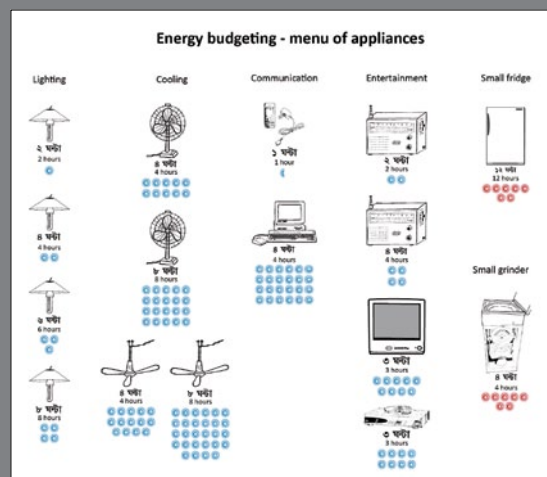 Energy budgeting - menu of appliances
Lighting
২ ঘন্টা
2 hours
৪ ঘন্টা
4 hours
৬ ঘন্টা
6 hours
৮ ঘন্টা
8 hours
Cooling
৪ ঘন্টা
4 hours
৮ ঘন্টা
8 hours
৪ ঘন্টা
4 hours
৮ ঘন্টা
8 hours
Communication
১ ঘন্টা
1 hour
৪ ঘন্টা
4 hours
Entertainment
২ ঘন্টা
2 hours
৪ ঘন্টা
4 hours
৩ ঘন্টা
3 hours
৩ ঘন্টা
3 hours
Small fridge
১২ ঘন্টা
12 hours
Small grinder
৪ ঘন্টা
4 hours